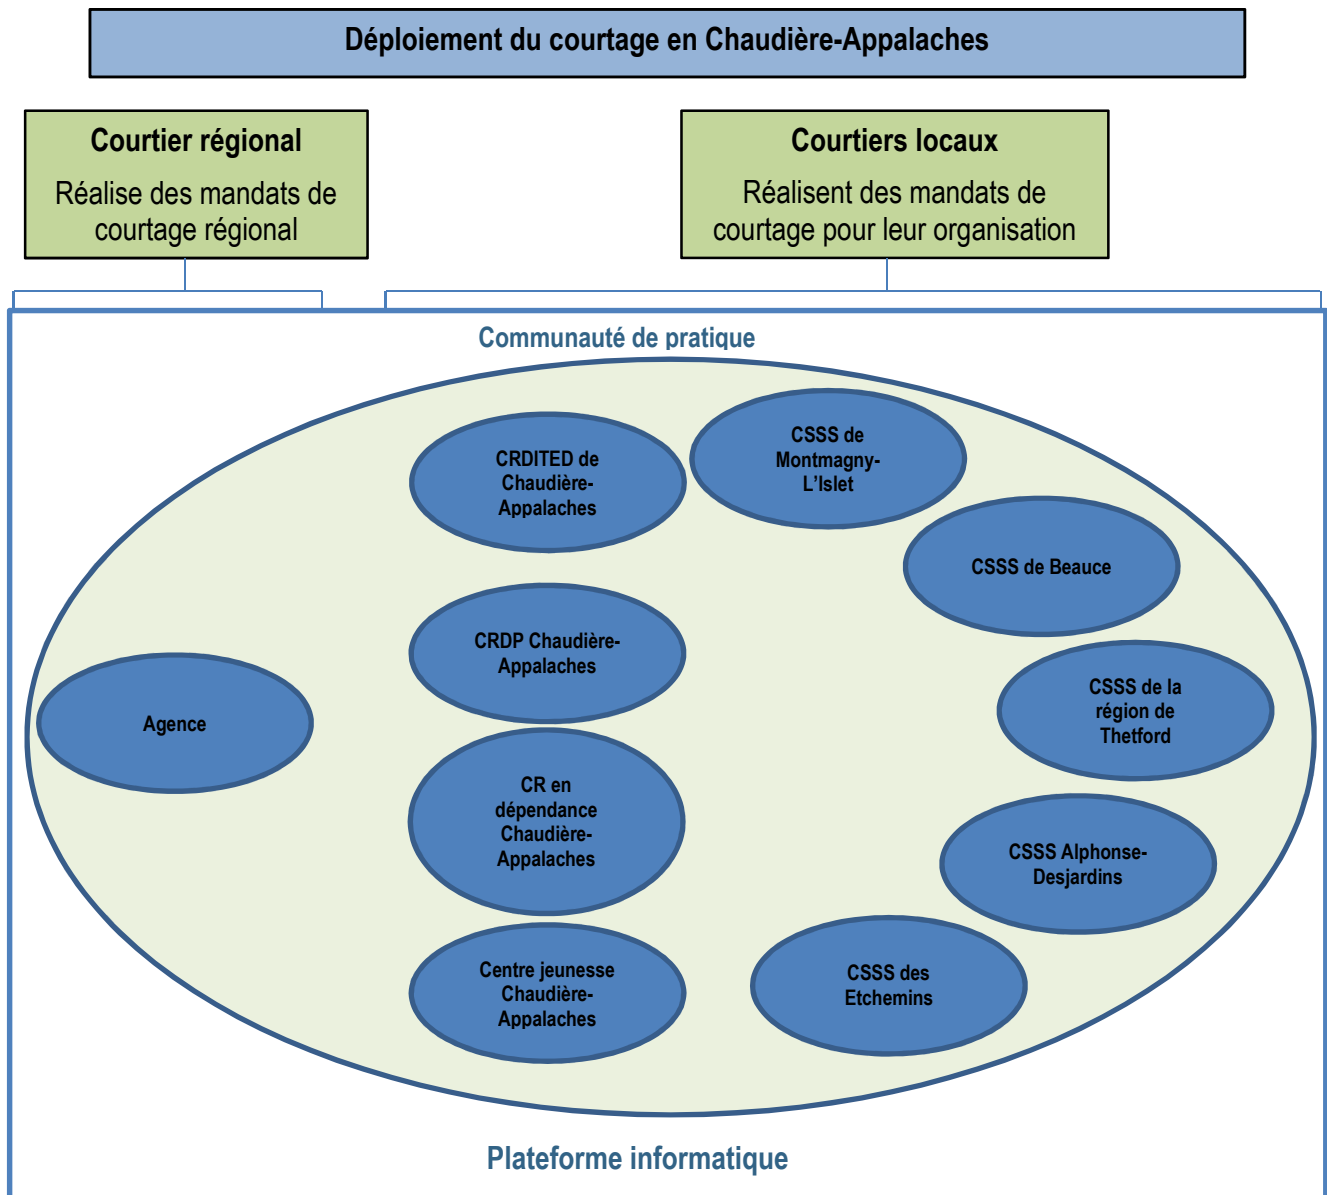 Déploiement du courtage en Chaudière-Appalaches
Courtier régional
Réalise des mandats de
courtage régional
Courtiers locaux
Réalisent des mandats de
courtage pour leur organisation
Communauté de pratique
CRDITED de
Chaudière-
Appalaches
CSSS de
Montmagny-
L'Islet
CSSS de Beauce
CRDP Chaudière-
Appalaches
CSSS de la
région de
Thetford
Agence
CR en
dépendance
Chaudière-
Appalaches
CSSS Alphonse-
Desjardins
Centre jeunesse
Chaudière-
Appalaches
CSSS des
Etchemins
Plateforme informatique